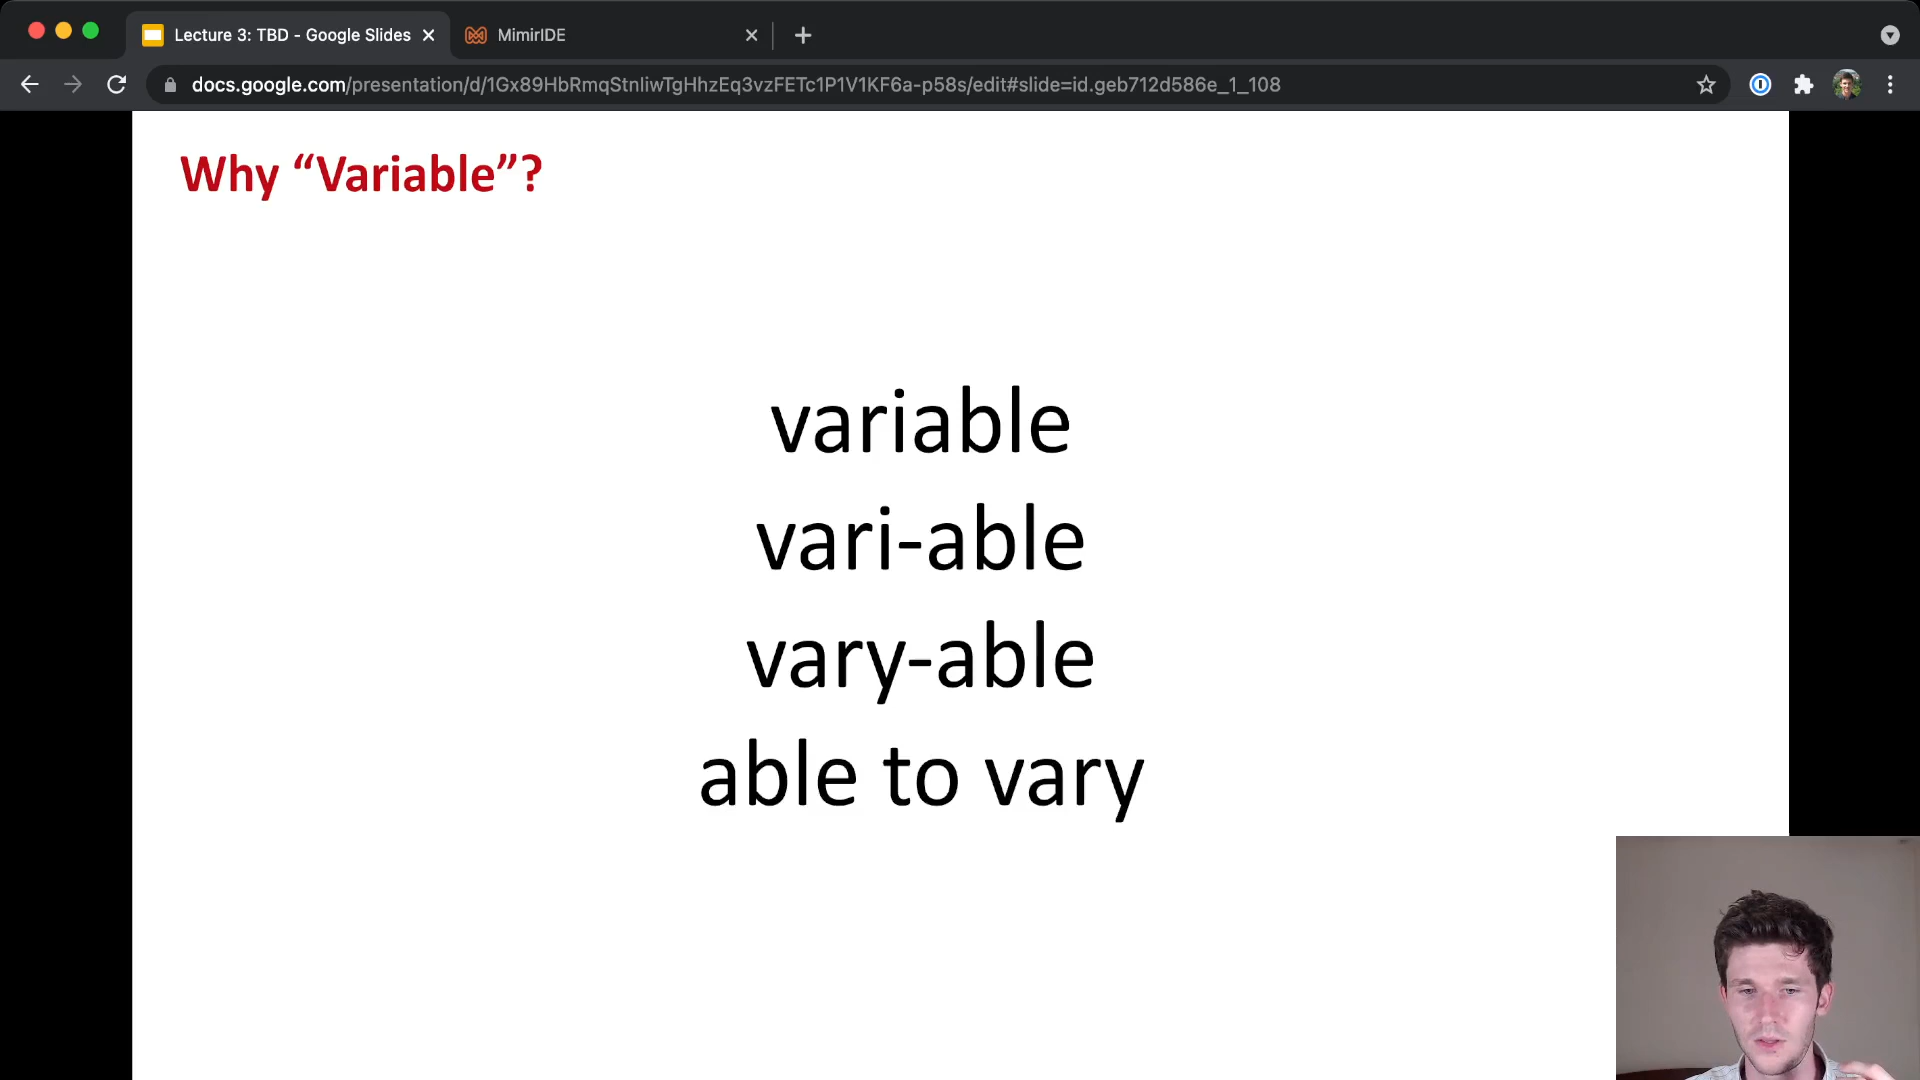 Lecture 3: TBD - Google Slides
MimirIDE
docs.google.com/presentation/d/1Gx89HbRmqStnIiwTgHhzEq3vzFETc1P1V1KF6a-p58s/edit#slide=id.geb712d586e_1_108
Why “Variable”?
variable
vari-able
vary-able
able to vary